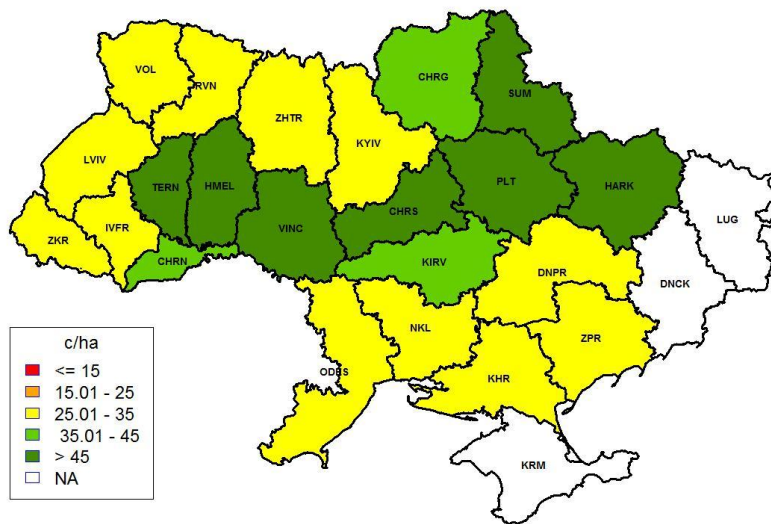 VOL
RVN
CHRG
SUM
ZHTR
KYIV
LVIV
TERN
HMEL
PLT
HARK
CHRS
LUG
ZKR
IVFR
VINC
CHRN
KIRV
DNPR
DNCK
NKL
ZPR
ODES
KHR
KRM
c/ha
<= 15
15.01 - 25
25.01 - 35
35.01 - 45
> 45
NA